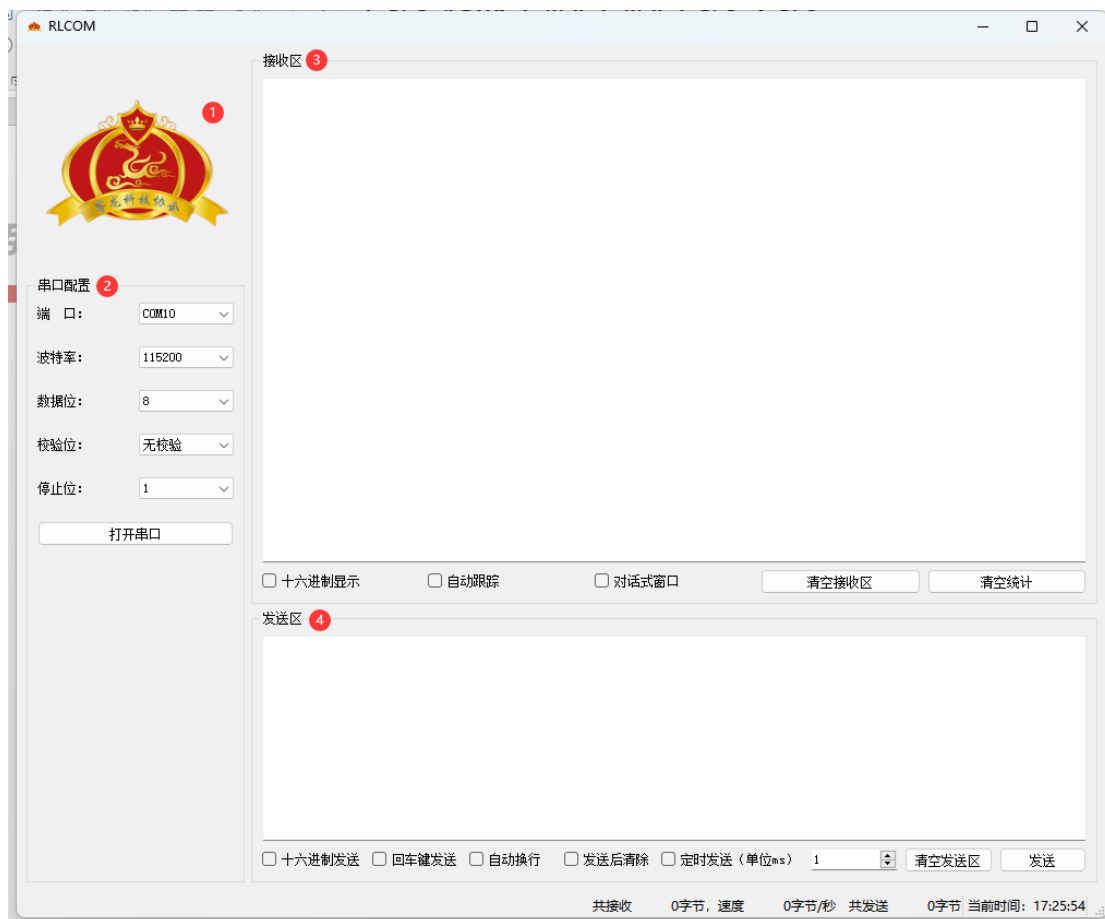 RLCOM
1
串口配置 2
端 口: COM10
波特率: 115200
数据位: 8
校验位: 无校验
停止位: 1
打开串口
接收区 3
十六进制显示 自动跟踪 对话式窗口 清空接收区 清空统计
发送区 4
十六进制发送 回车键发送 自动换行 发送后清除 定时发送（单位ms） 1 清空发送区 发送
共接收 0字节, 速度 0字节/秒 共发送 0字节 当前时间: 17:25:54